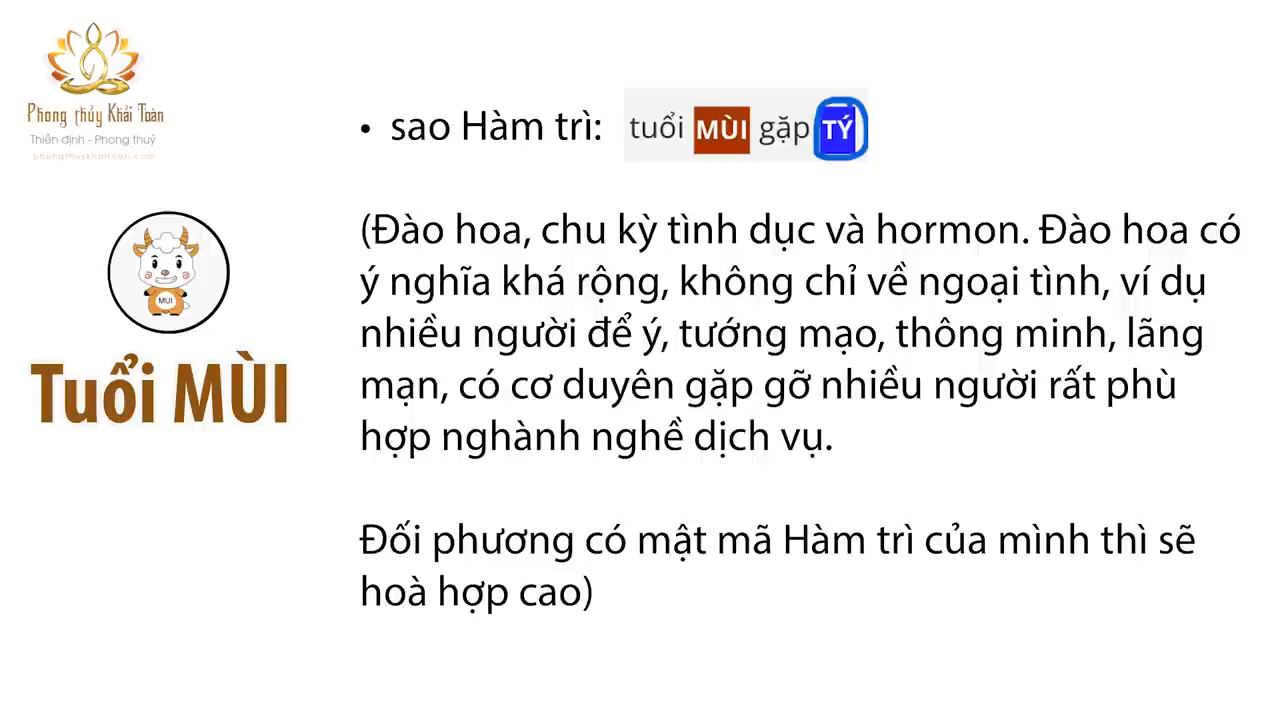 Phong thủy Khải Toàn
Thiền định - Phong thuỷ
phongthuykhaitoan.com
• sao Hàm trì: tuổi MÙI gặp TÝ
MÙI
Tuổi MÙI
(Đào hoa, chu kỳ tình dục và hormon. Đào hoa có
ý nghĩa khá rộng, không chỉ về ngoại tình, ví dụ
nhiều người để ý, tướng mạo, thông minh, lãng
mạn, có cơ duyên gặp gỡ nhiều người rất phù
hợp nghành nghề dịch vụ.
Đối phương có mật mã Hàm trì của mình thì sẽ
hoà hợp cao)